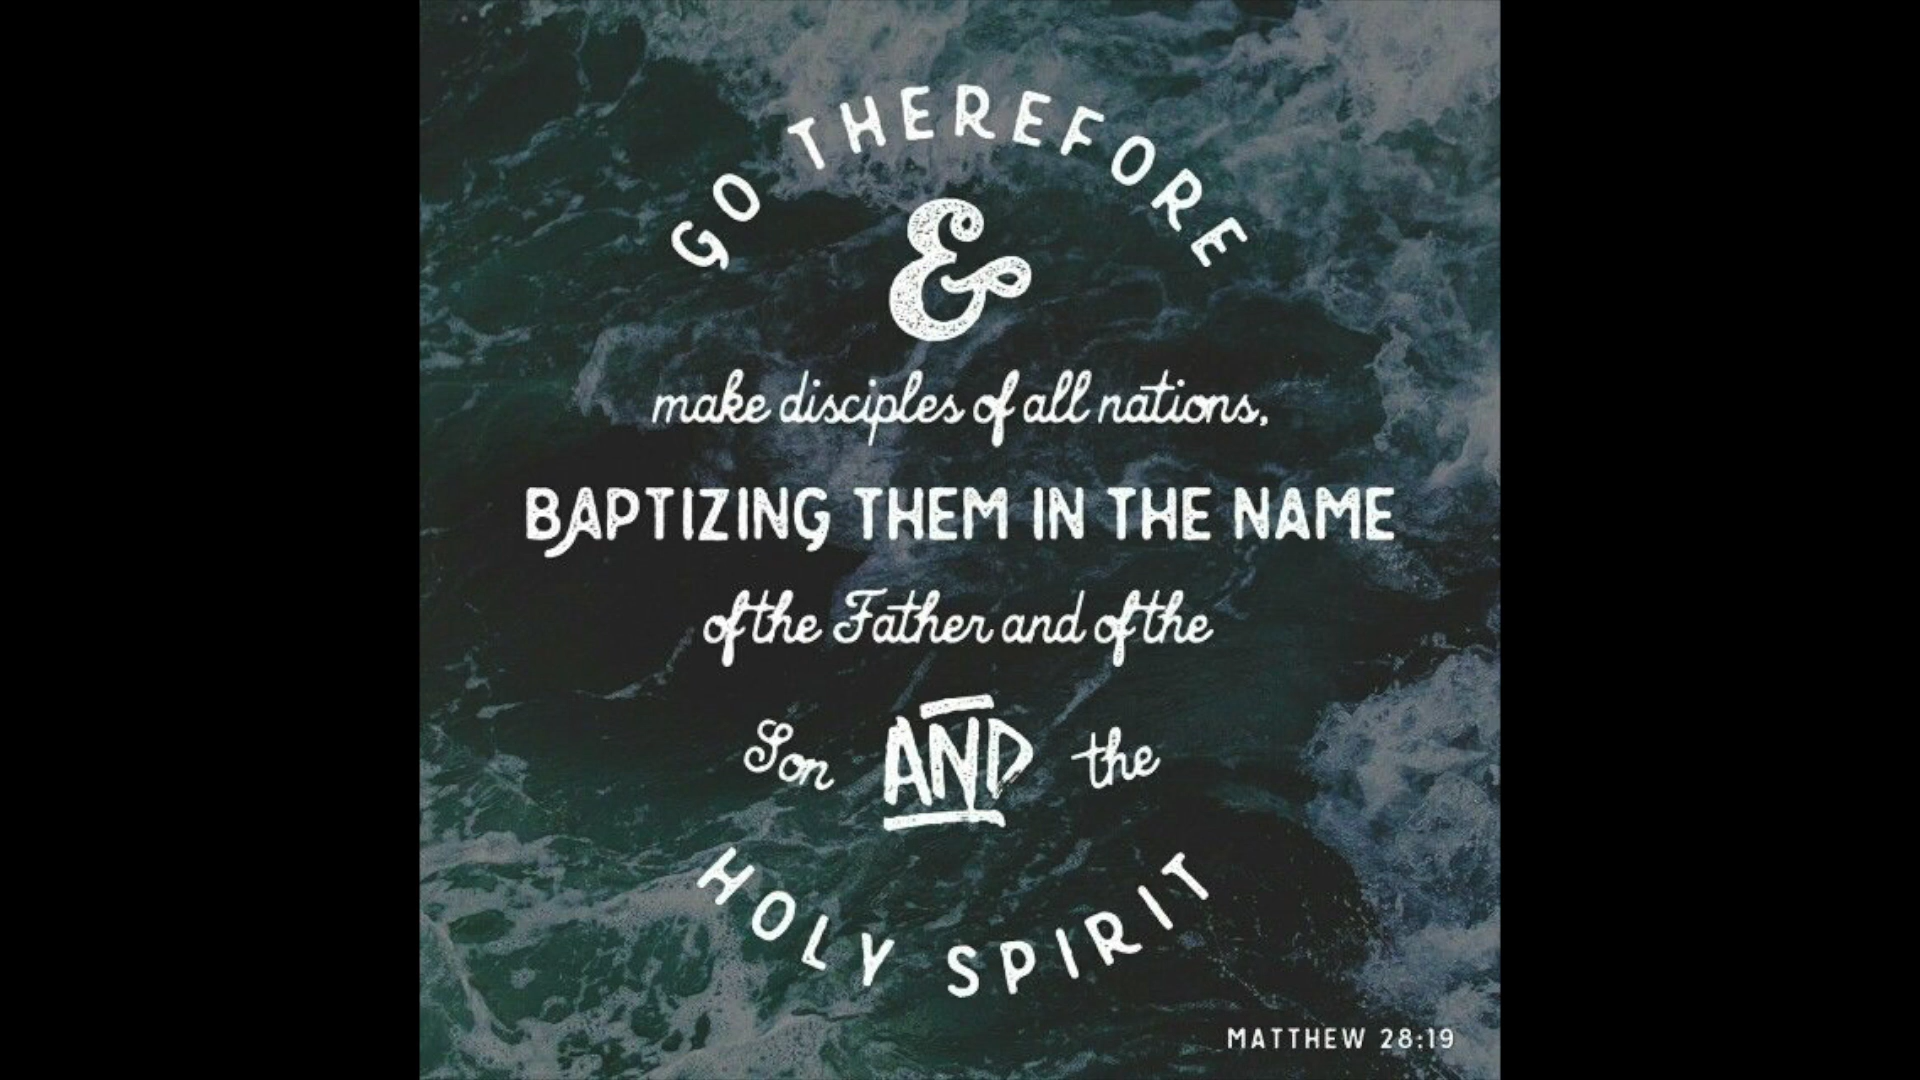 GO THEREFORE
&
make disciples of all nations,
BAPTIZING THEM IN THE NAME
of the Father and of the
Son AND the
HOLY SPIRIT
MATTHEW 28:19